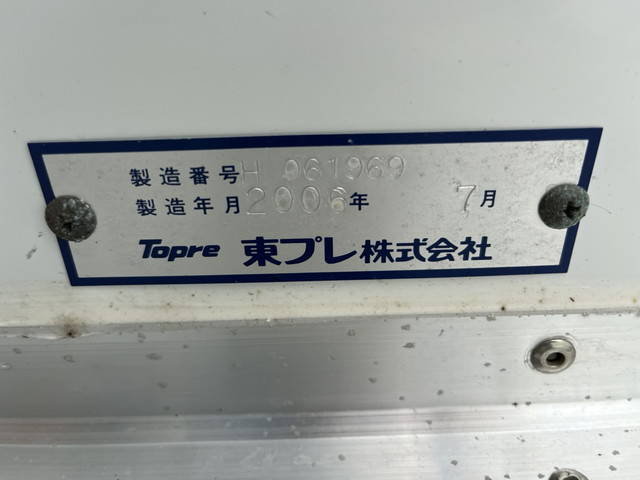 製造番号H 061969
製造年月2006年 7月
Topre 東プレ株式会社